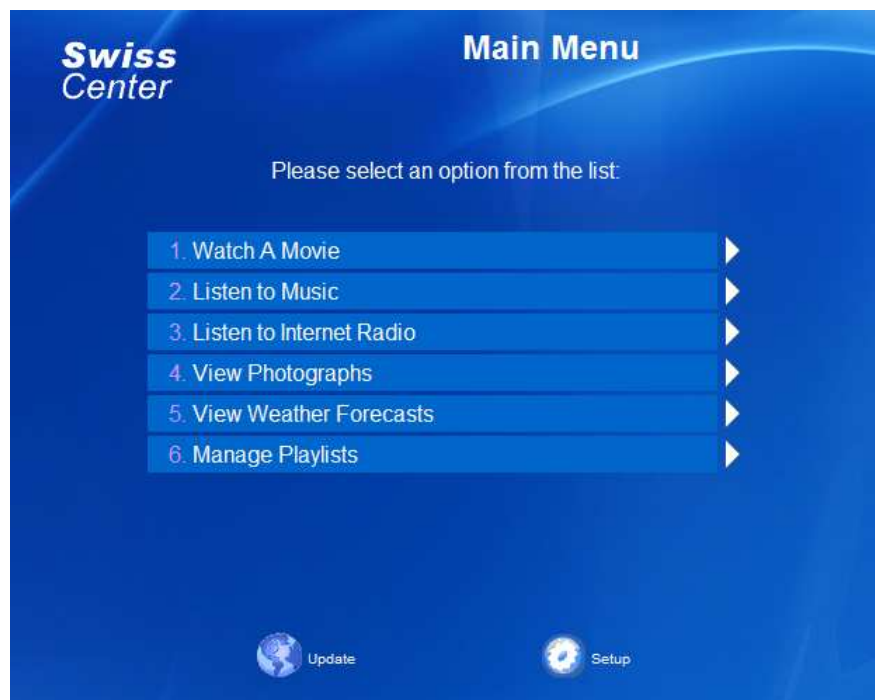 Swiss
Center
Main Menu
Please select an option from the list:
1. Watch A Movie
2. Listen to Music
3. Listen to Internet Radio
4. View Photographs
5. View Weather Forecasts
6. Manage Playlists
Update
Setup